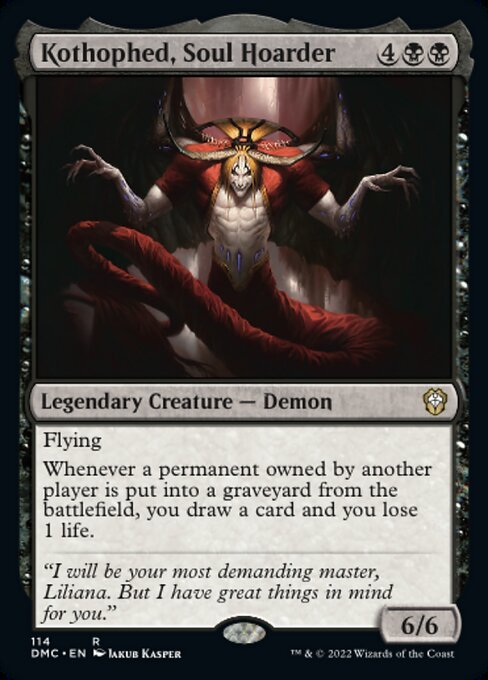 Kothophed, Soul Hoarder 4
Legendary Creature — Demon
Flying
Whenever a permanent owned by another
player is put into a graveyard from the
battlefield, you draw a card and you lose
1 life.
“I will be your most demanding master,
Liliana. But I have great things in mind
for you.”
6/6
114 R
DMC • EN Jakub Kasper
™ & © 2022 Wizards of the Coast